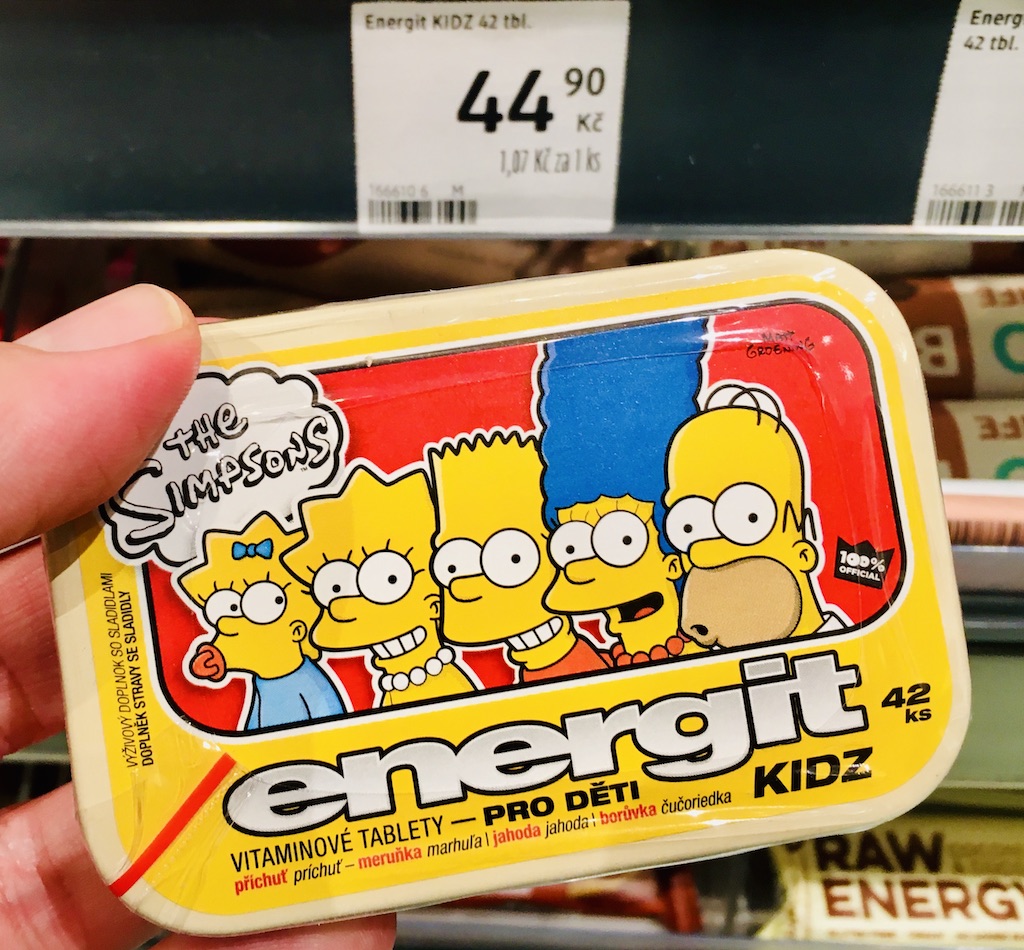 Energit KIDZ 42 tbl.
44 90
Kč
1,07 Kč za 1 ks
166610 6 M
Energ
42 tbl.
166611 3
THE
SIMPSONS
TM
MATT
GROENING
100%
OFFICIAL
VÝŽIVOVÝ DOPLNOK SO SLADIDLAMI
DOPLNĚK STRAVY SE SLADIDLY
energit
42
ks
KIDZ
VITAMINOVÉ TABLETY — PRO DĚTI
příchuť príchuť – meruňka marhuľa | jahoda jahoda | borůvka čučoriedka
RAW
ENERGY